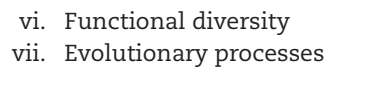 vi. Functional diversity
vii. Evolutionary processes